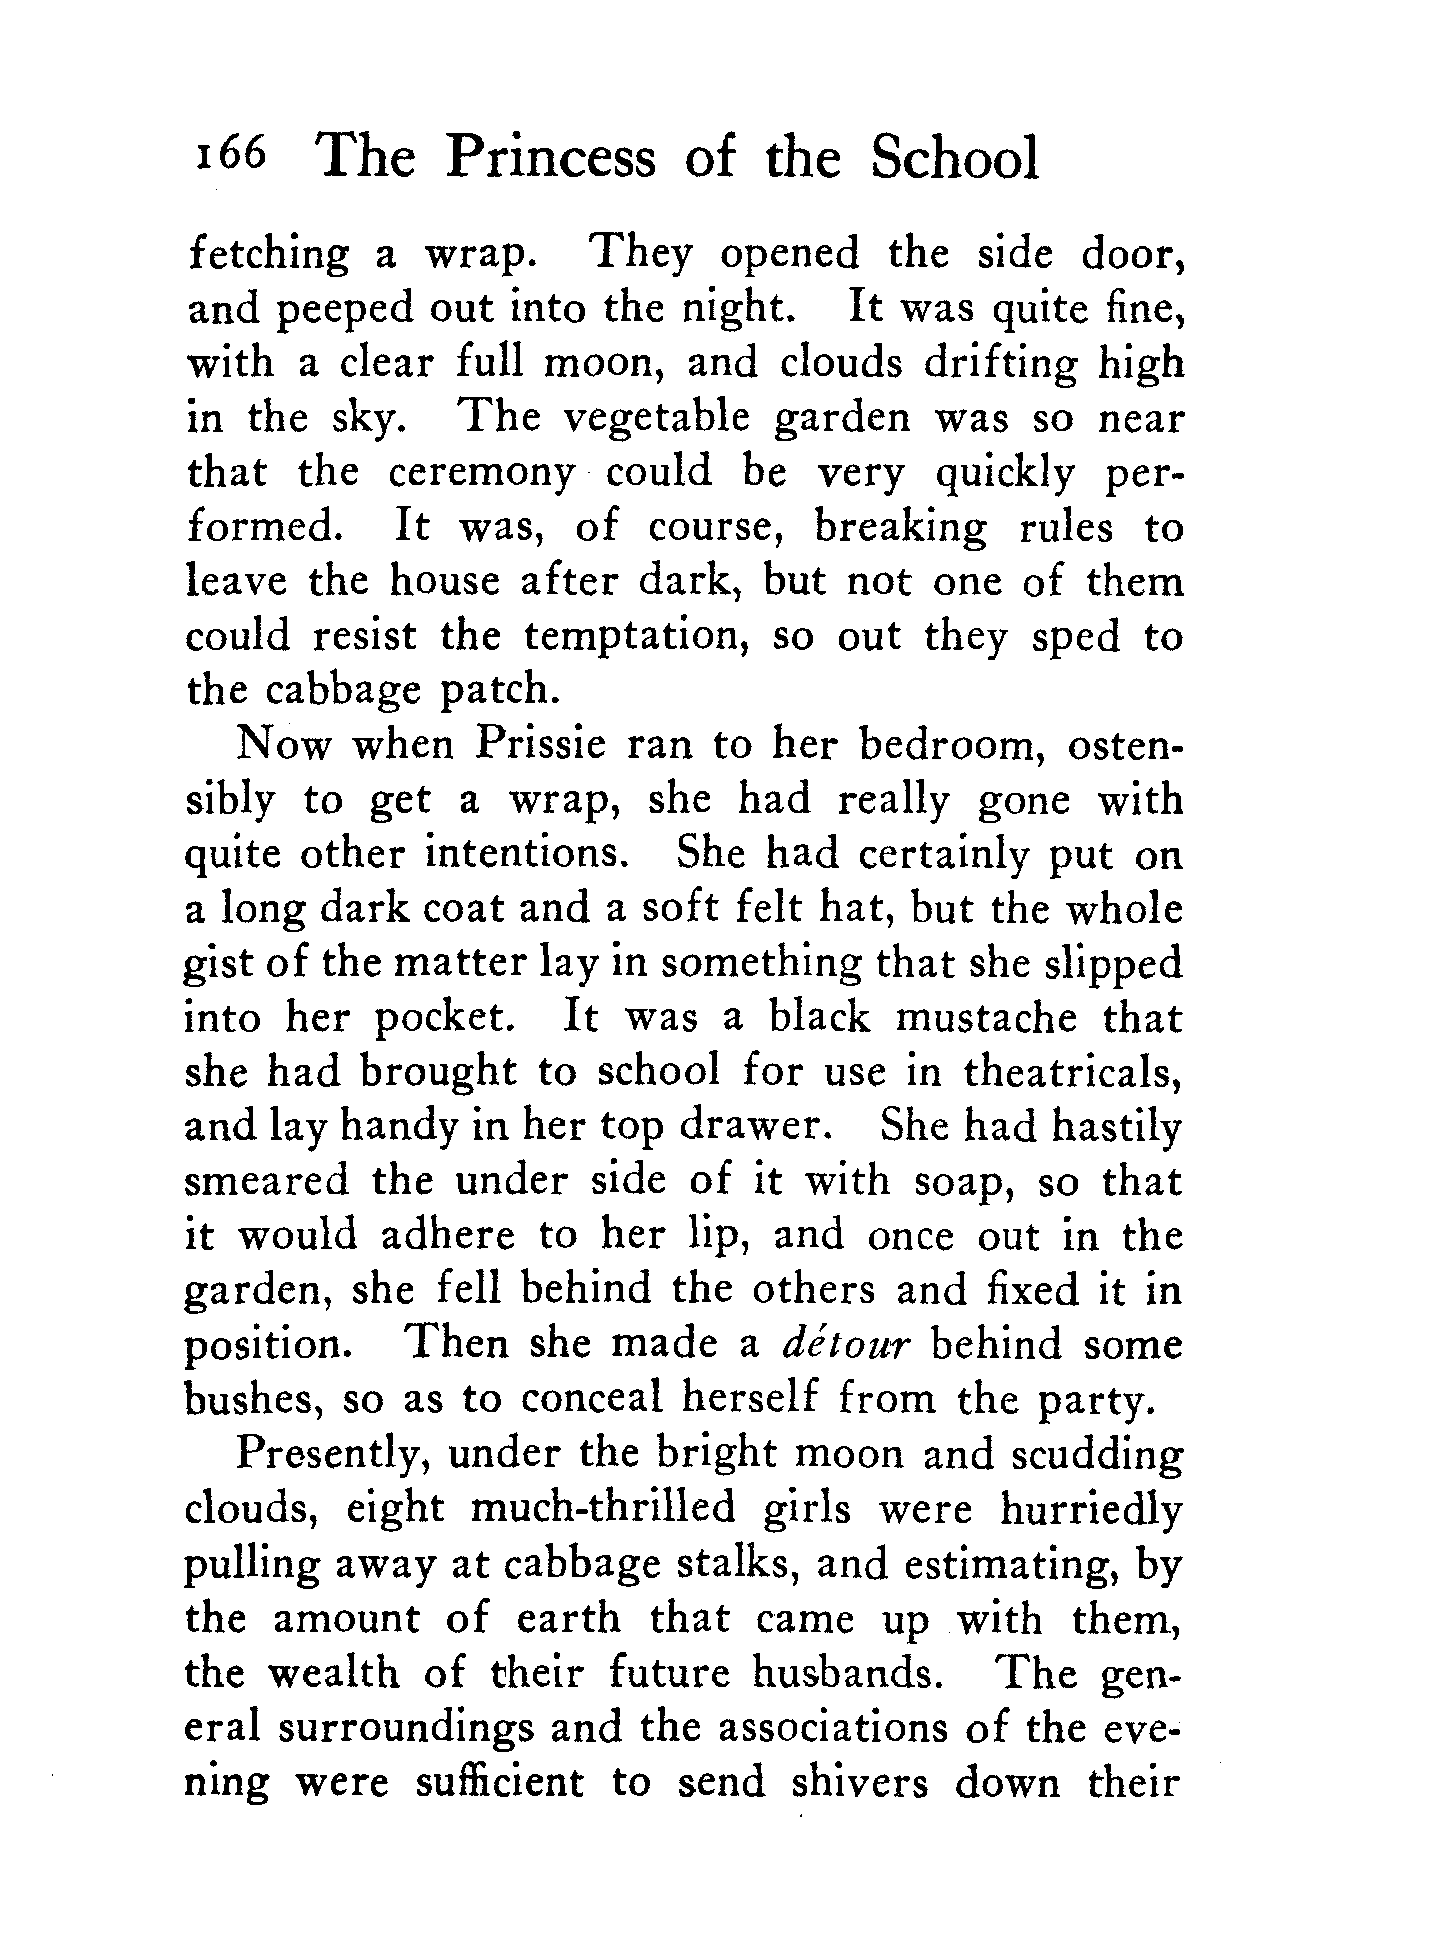 166 The Princess of the School
fetching a wrap. They opened the side door,
and peeped out into the night. It was quite fine,
with a clear full moon, and clouds drifting high
in the sky. The vegetable garden was so near
that the ceremony could be very quickly per-
formed. It was, of course, breaking rules to
leave the house after dark, but not one of them
could resist the temptation, so out they sped to
the cabbage patch.
Now when Prissie ran to her bedroom, osten-
sibly to get a wrap, she had really gone with
quite other intentions. She had certainly put on
a long dark coat and a soft felt hat, but the whole
gist of the matter lay in something that she slipped
into her pocket. It was a black mustache that
she had brought to school for use in theatricals,
and lay handy in her top drawer. She had hastily
smeared the under side of it with soap, so that
it would adhere to her lip, and once out in the
garden, she fell behind the others and fixed it in
position. Then she made a détour behind some
bushes, so as to conceal herself from the party.
Presently, under the bright moon and scudding
clouds, eight much-thrilled girls were hurriedly
pulling away at cabbage stalks, and estimating, by
the amount of earth that came up with them,
the wealth of their future husbands. The gen-
eral surroundings and the associations of the eve-
ning were sufficient to send shivers down their